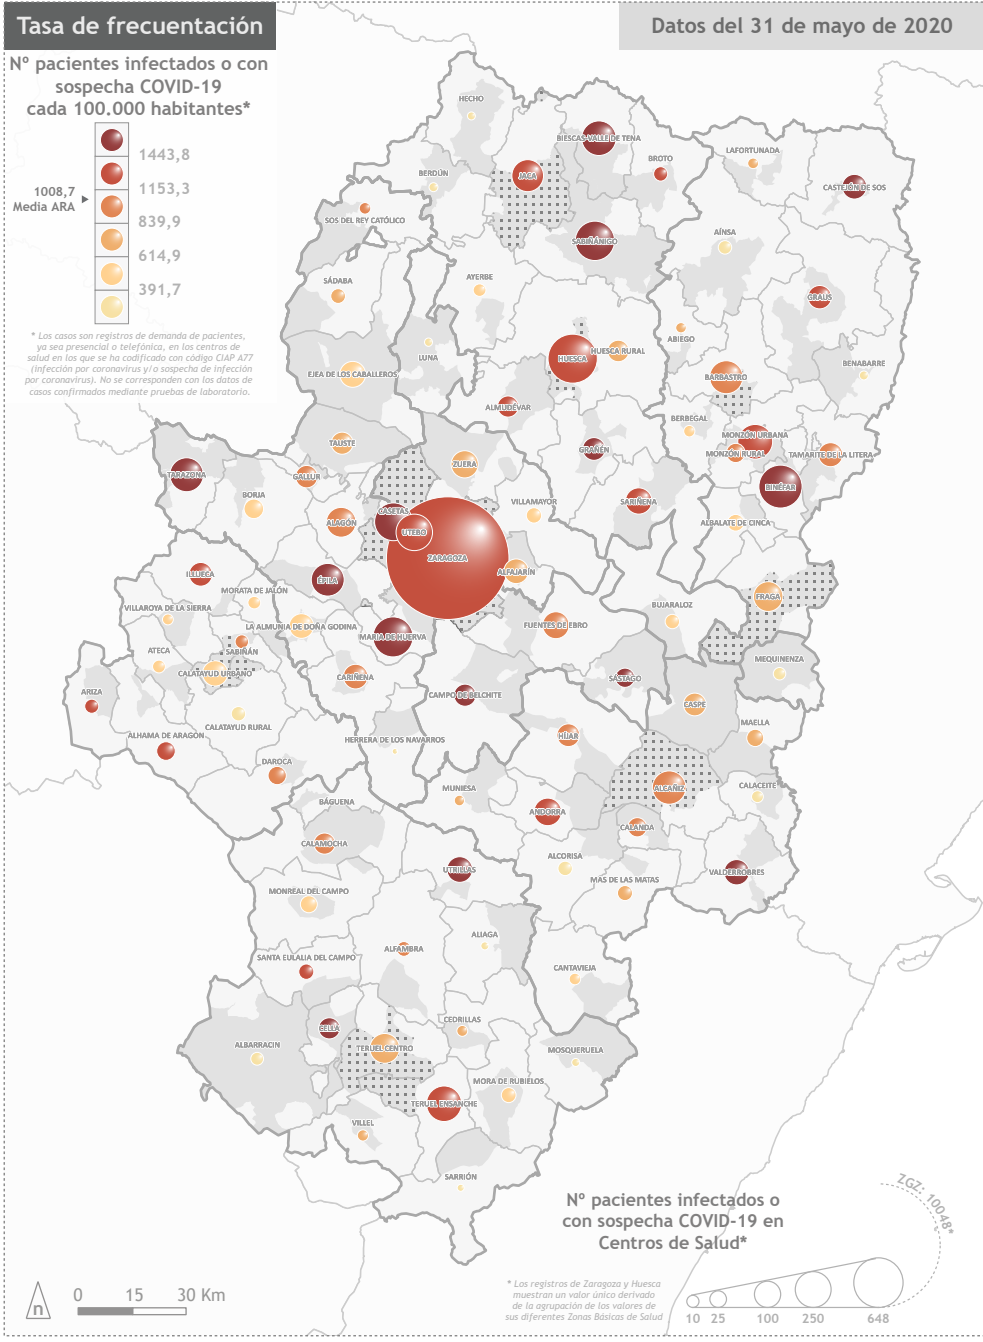 Tasa de frecuentación
Datos del 31 de mayo de 2020
Nº pacientes infectados o con
sospecha COVID-19
cada 100.000 habitantes*
1443,8
1153,3
1008,7
Media ARA
839,9
614,9
391,7
* Los casos son registros de demanda de pacientes,
ya sea presencial o telefónica, en los centros de
salud en los que se ha codificado con código CIAP A77
(infección por coronavirus y/o sospecha de infección
por coronavirus). No se corresponden con los datos de
casos confirmados mediante pruebas de laboratorio.
HECHO
BIESCAS-VALLE DE TENA
LAFORTUNADA
BROTO
BERDÚN
JACA
CASTEJÓN DE SOS
SOS DEL REY CATÓLICO
AÍNSA
SABIÑÁNIGO
SÁDABA
AYERBE
GRAUS
ABIEGO
LUNA
HUESCA
HUESCA RURAL
BENABARRE
EJEA DE LOS CABALLEROS
BARBASTRO
ALMUDÉVAR
BERBEGAL
TAUSTE
MONZÓN URBANA
GRAÑÉN
MONZÓN RURAL
TAMARITE DE LA LITERA
ZUERA
TARAZONA
GALLUR
BINÉFAR
BORJA
VILLAMAYOR
SARIÑENA
CASETAS
ALAGÓN
ALBALATE DE CINCA
UTEBO
ZARAGOZA
ILLUECA
ALFAJARÍN
ÉPILA
MORATA DE JALÓN
FRAGA
VILLAROYA DE LA SIERRA
BUJARALOZ
LA ALMUNIA DE DOÑA GODINA
FUENTES DE EBRO
MARIA DE HUERVA
SABIÑÁN
ATECA
MEQUINENZA
CALATAYUD URBANO
CARIÑENA
SÁSTAGO
ARIZA
CAMPO DE BELCHITE
CASPE
MAELLA
CALATAYUD RURAL
ALHAMA DE ARAGÓN
HERRERA DE LOS NAVARROS
HIJAR
DAROCA
CALACEITE
MUNIESA
ALCAÑIZ
BÁGUENA
ANDORRA
CALANDA
CALAMOCHA
ALCORISA
UTRILLAS
VALDERROBRES
MAS DE LAS MATAS
MONREAL DEL CAMPO
ALIAGA
ALFAMBRA
SANTA EULALIA DEL CAMPO
CANTAVIEJA
CEDRILLAS
CELLA
ALBARRACIN
TERUEL CENTRO
MOSQUERUELA
MORA DE RUBIELOS
TERUEL ENSANCHE
VILLEL
SARRIÓN
ZGZ: 10048*
Nº pacientes infectados o
con sospecha COVID-19 en
Centros de Salud*
* Los registros de Zaragoza y Huesca
muestran un valor único derivado
de la agrupación de los valores de
sus diferentes Zonas Básicas de Salud
10 25 100 250 648
n
0 15 30 Km